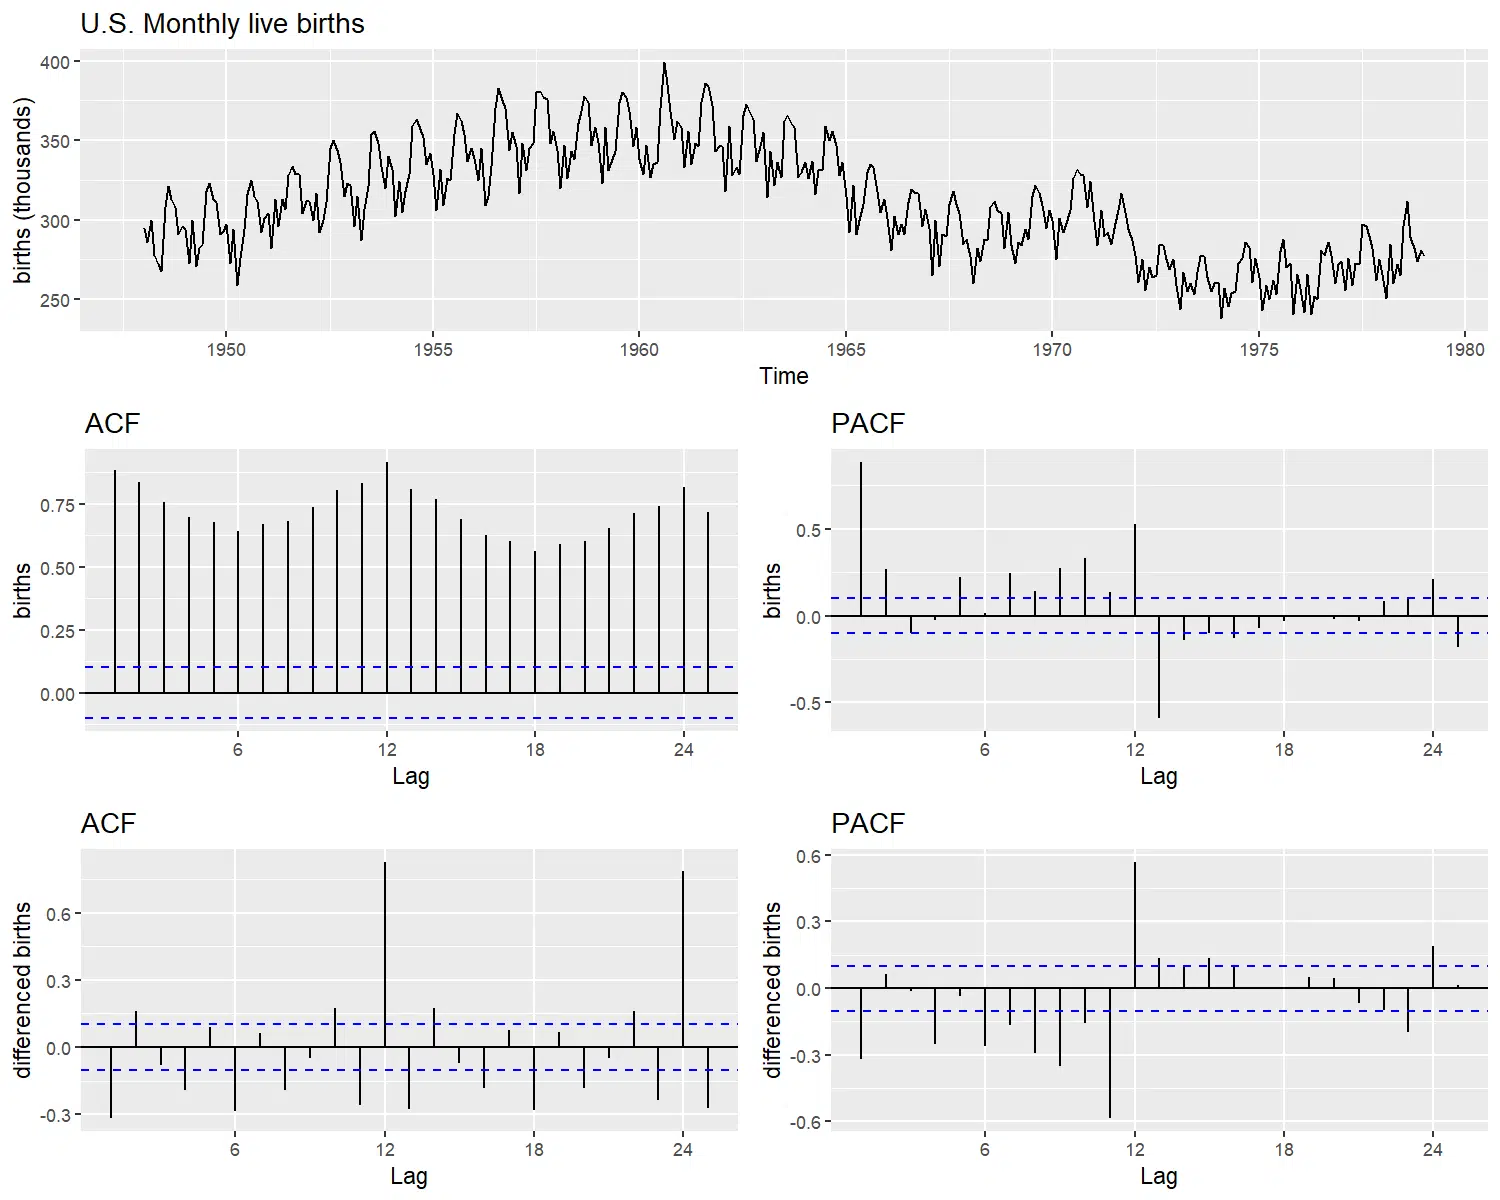 U.S. Monthly live births
births (thousands)
400
350
300
250
1950 1955 1960 1965 1970 1975 1980
Time
ACF
births
0.75
0.50
0.25
0.00
6 12 18 24
Lag
PACF
births
0.5
0.0
-0.5
6 12 18 24
Lag
ACF
differenced births
0.6
0.3
0.0
-0.3
6 12 18 24
Lag
PACF
differenced births
0.6
0.3
0.0
-0.3
-0.6
6 12 18 24
Lag